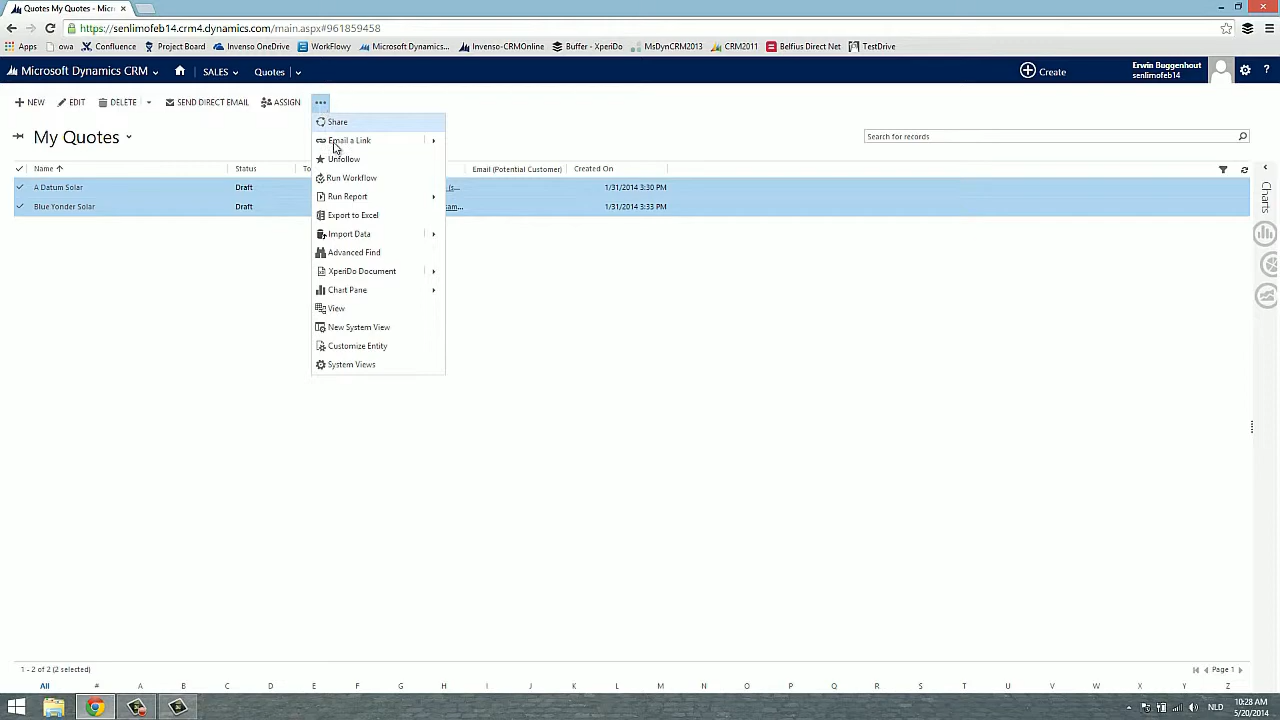 Quotes My Quotes - Micr
https://senlimofeb14.crm4.dynamics.com/main.aspx#961859458
Apps owa Confluence Project Board Invenso OneDrive WorkFlowy Microsoft Dynamics... Invenso-CRMOnline Buffer - XperiDo MsDynCRM2013 CRM2011 Belfius Direct Net TestDrive
Microsoft Dynamics CRM SALES Quotes Create Erwin Buggenhout
senlimofeb14
?
+ NEW EDIT DELETE SEND DIRECT EMAIL ASSIGN •••
Share
My Quotes Search for records
Email a Link
Unfollow
Name Status To Email (Potential Customer) Created On
Run Workflow
A Datum Solar Draft (s... 1/31/2014 3:30 PM
Run Report
Blue Yonder Solar Draft am... 1/31/2014 3:33 PM
Export to Excel
Import Data
Advanced Find
XperiDo Document
Chart Pane
View
New System View
Customize Entity
System Views
Charts
1 - 2 of 2 (2 selected) Page 1
All # A B C D E F G H I J K L M N O P Q R S T U V W X Y Z
NLD 10:28 AM
5/20/2014